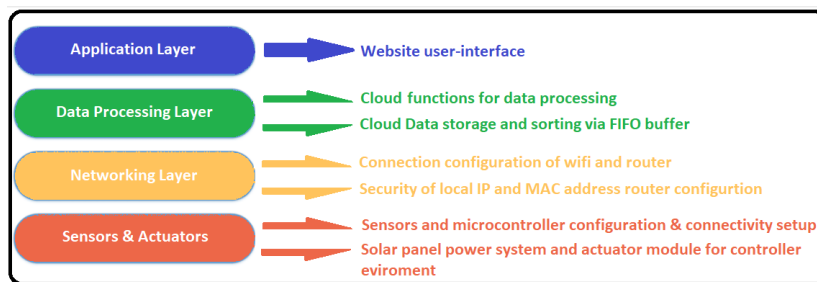 Application Layer
Website user-interface
Data Processing Layer
Cloud functions for data processing
Cloud Data storage and sorting via FIFO buffer
Networking Layer
Connection configuration of wifi and router
Security of local IP and MAC address router configurtion
Sensors & Actuators
Sensors and microcontroller configuration & connectivity setup
Solar panel power system and actuator module for controller
eviroment